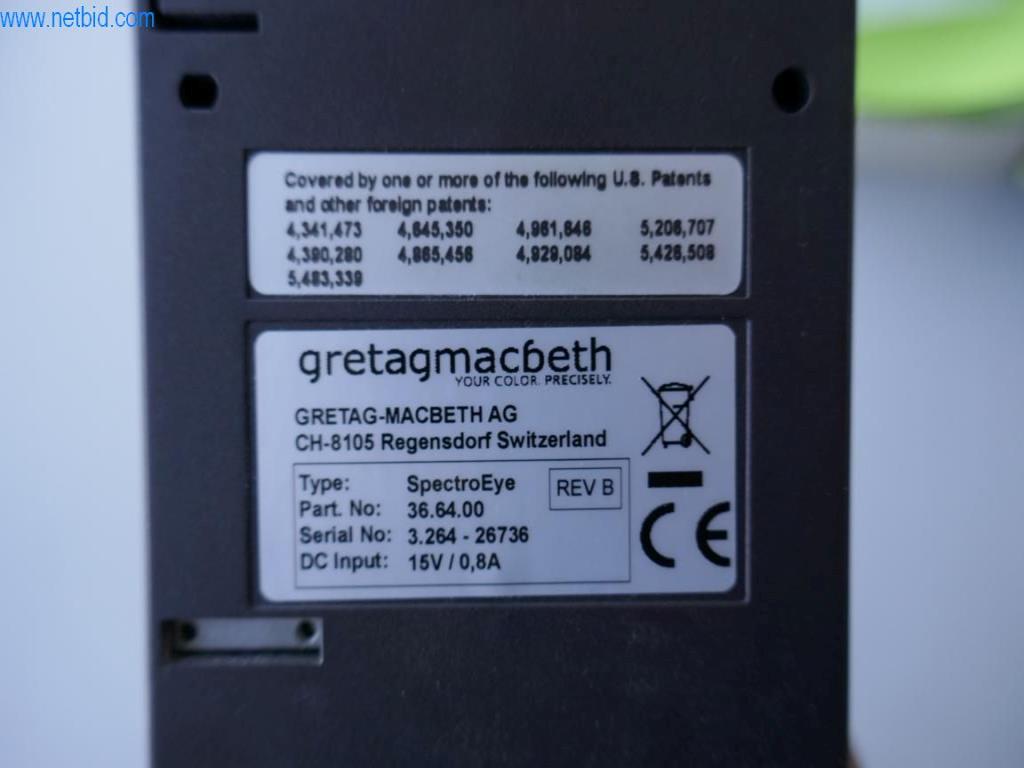 www.netbid.com
Covered by one or more of the following U.S. Patents
and other foreign patents:
4,341,473 4,645,350 4,961,646 5,206,707
4,390,280 4,865,456 4,929,084 5,426,508
5,483,339
gretagmacbeth
YOUR COLOR. PRECISELY.
GRETAG-MACBETH AG
CH-8105 Regensdorf Switzerland
Type: SpectroEye REV B
Part. No: 36.64.00
Serial No: 3.264 - 26736
DC Input: 15V / 0,8A
CE